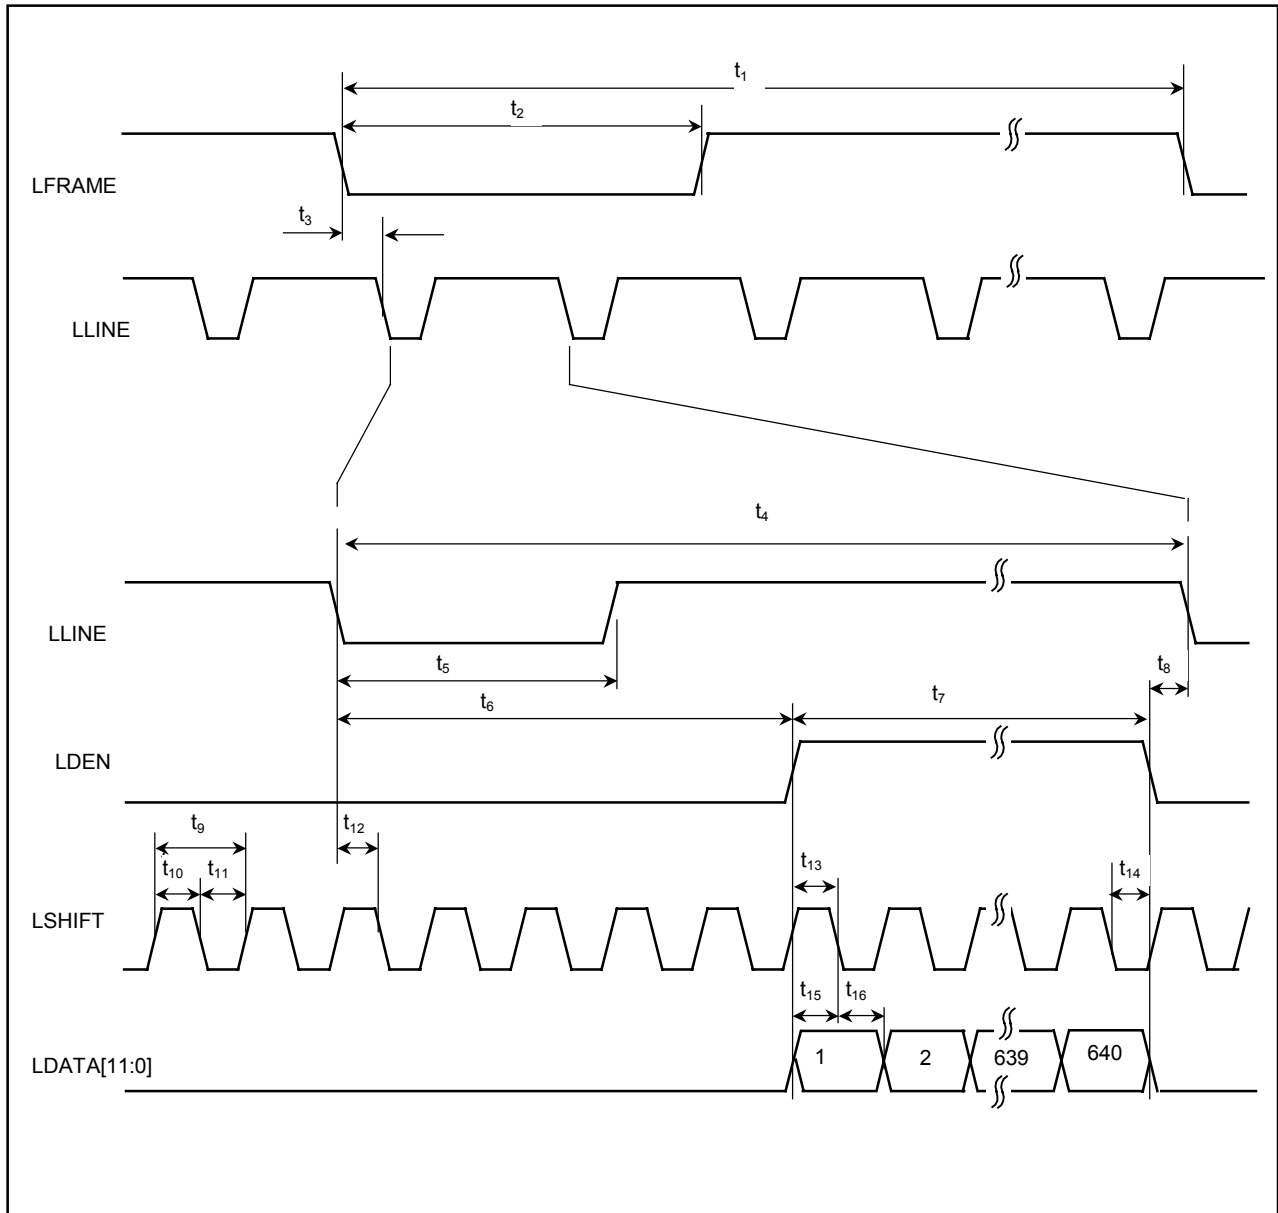 t₁
t₂
LFRAME
t₃
LLINE
t₄
LLINE
t₅
t₈
t₆
t₇
LDEN
t₉
t₁₂
t₁₀
t₁₁
t₁₃
t₁₄
LSHIFT
t₁₅
t₁₆
LDATA[11:0]
1
2
639
640